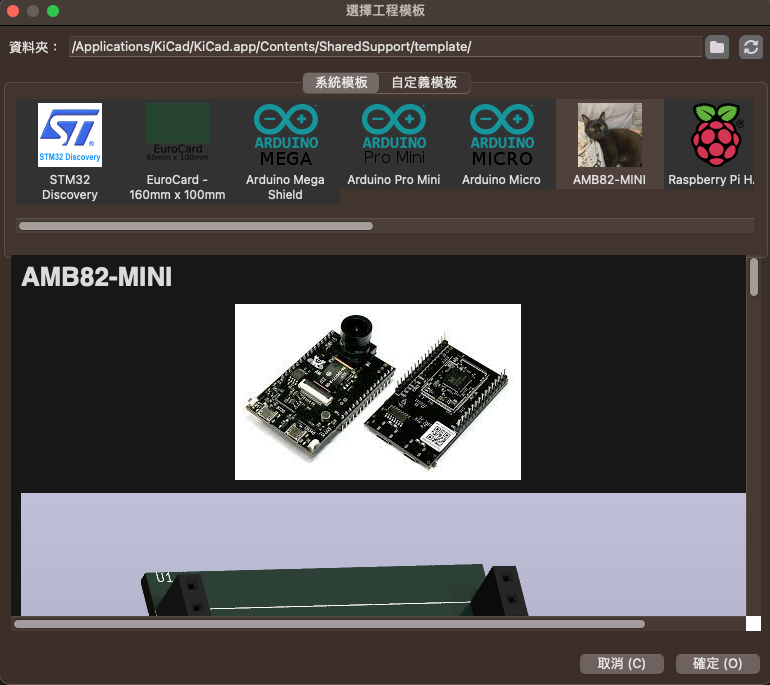 選擇工程模板
資料夾：
/Applications/KiCad/KiCad.app/Contents/SharedSupport/template/
系統模板
自定義模板
STM32 Discovery
EuroCard
60mm x 100mm
ARDUINO
MEGA
ARDUINO
Pro Mini
ARDUINO
MICRO
STM32
Discovery
EuroCard -
160mm x 100mm
Arduino Mega
Shield
Arduino Pro Mini
Arduino Micro
AMB82-MINI
Raspberry Pi H
AMB82-MINI
U1
取消 (C)
確定 (O)